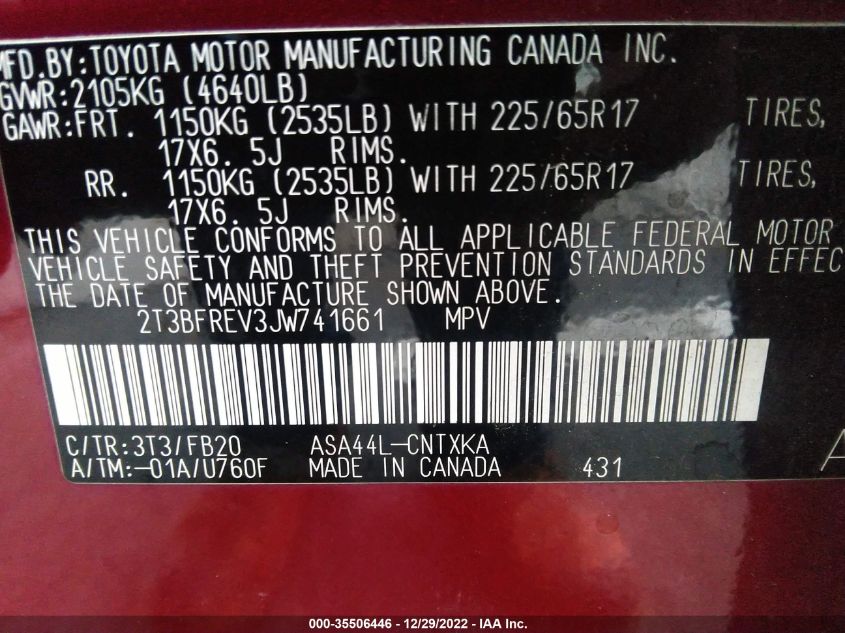 MFD.BY:TOYOTA MOTOR MANUFACTURING CANADA INC.
GVWR:2105KG (4640LB)
GAWR:FRT. 1150KG (2535LB) WITH 225/65R17 TIRES,
17X6. 5J RIMS.
RR. 1150KG (2535LB) WITH 225/65R17 TIRES,
17X6. 5J RIMS.
THIS VEHICLE CONFORMS TO ALL APPLICABLE FEDERAL MOTOR
VEHICLE SAFETY AND THEFT PREVENTION STANDARDS IN EFFEC
THE DATE OF MANUFACTURE SHOWN ABOVE.
2T3BFREV3JW741661 MPV
C/TR:3T3/FB20 ASA44L-CNTXKA
A/TM:-01A/U760F MADE IN CANADA 431 A
000-35506446 - 12/29/2022 - IAA Inc.